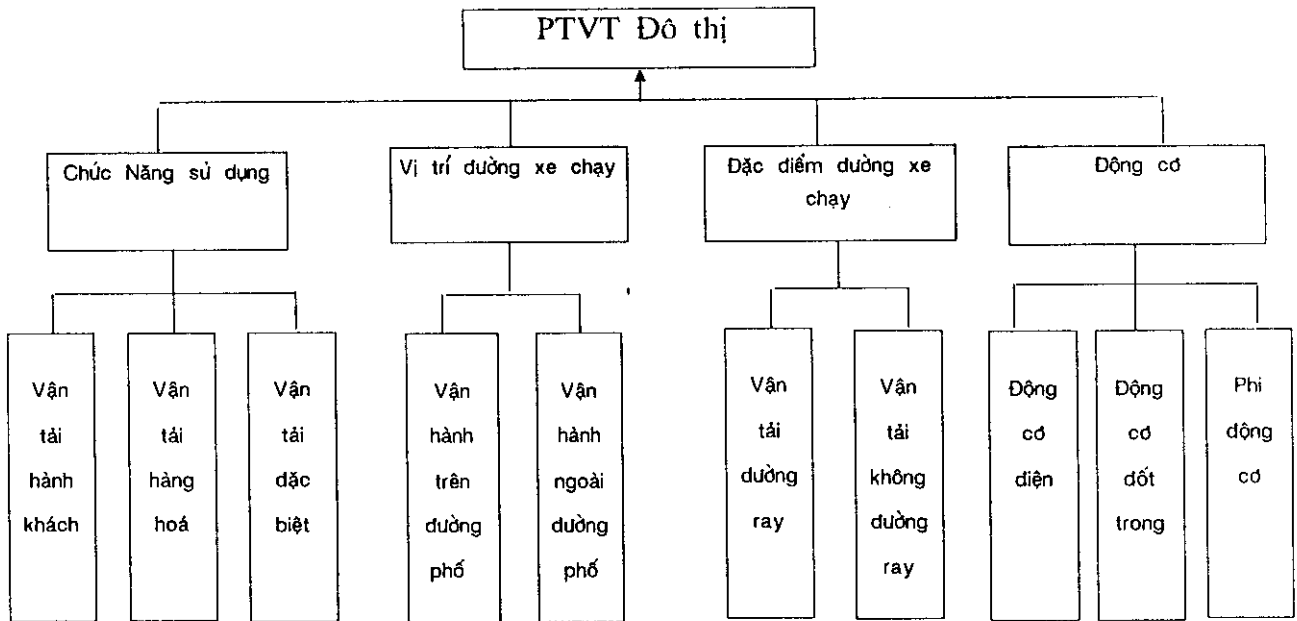 PTVT Đô thị
Chức Năng sử dụng
Vị trí đường xe chạy
Đặc điểm đường xe
chạy
Động cơ
Vận
tải
hành
khách
Vận
tải
hàng
hoá
Vận
tải
đặc
biệt
Vận
hành
trên
đường
phố
Vận
hành
ngoài
đường
phố
Vận
tải
đường
ray
Vận
tải
không
đường
ray
Động
cơ
điện
Động
cơ
đốt
trong
Phi
động
cơ